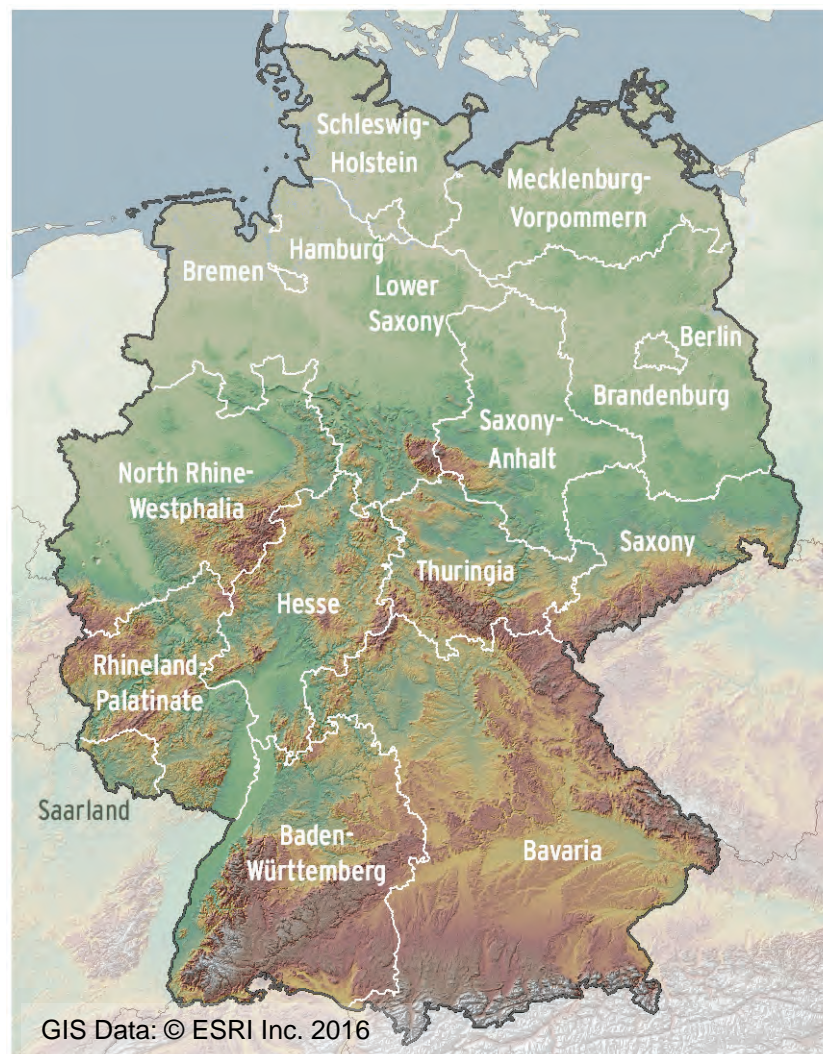 Schleswig-
Holstein
Mecklenburg-
Vorpommern
Hamburg
Bremen
Lower
Saxony
Berlin
Brandenburg
Saxony-
Anhalt
North Rhine-
Westphalia
Saxony
Thuringia
Hesse
Rhineland-
Palatinate
Saarland
Baden-
Württemberg
Bavaria
GIS Data: © ESRI Inc. 2016